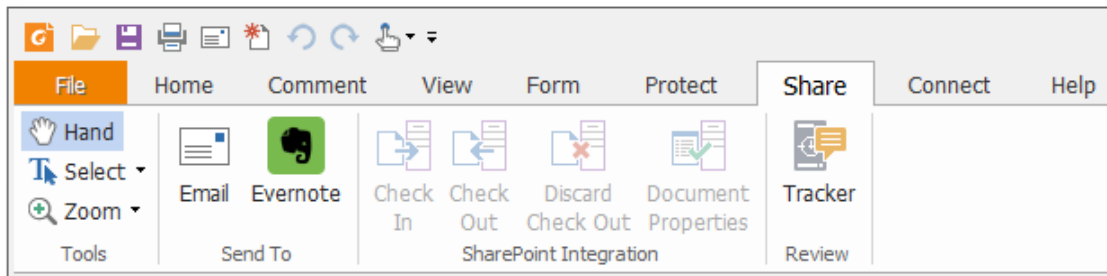 File Home Comment View Form Protect Share Connect Help
Hand
Select
Zoom
Tools
Email Evernote
Send To
Check In
Check Out
Discard Check Out
Document Properties
SharePoint Integration
Tracker
Review